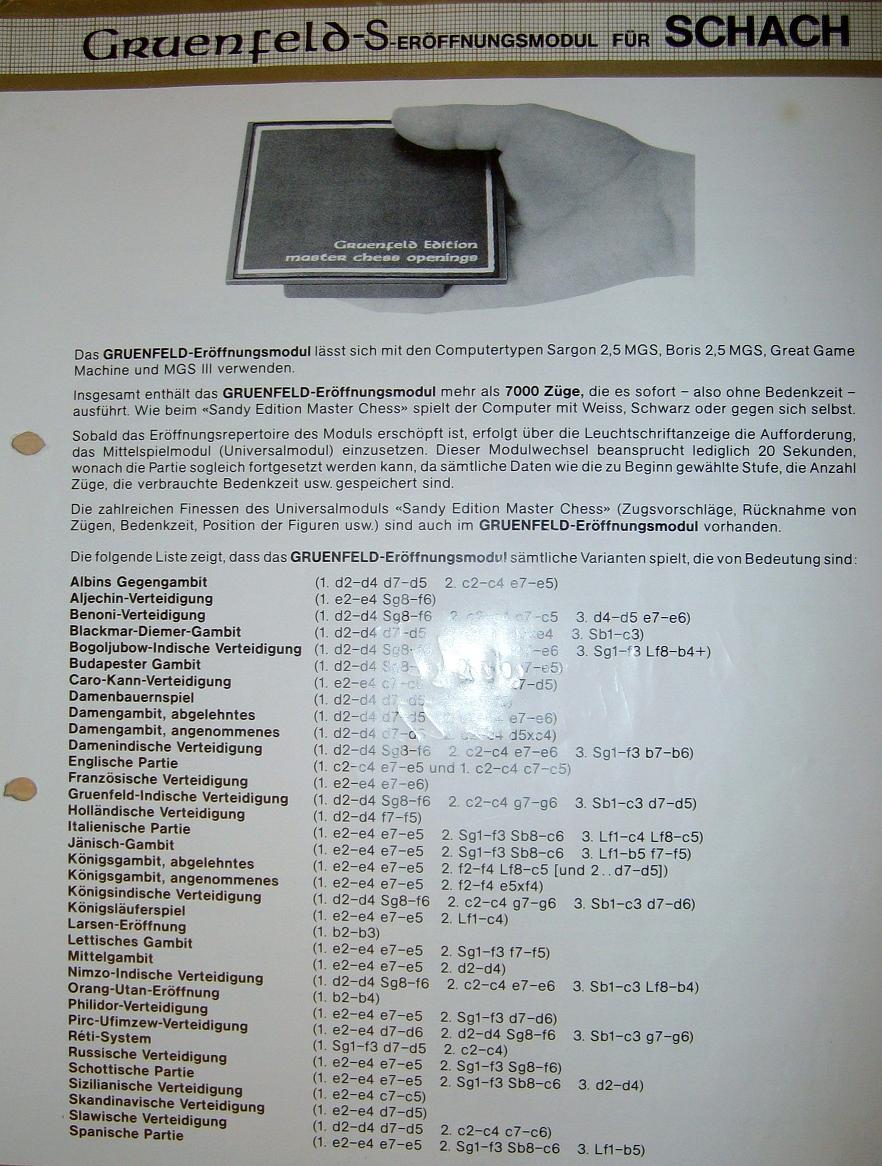 Gruenfeld-S-ERÖFFNUNGSMODUL FÜR SCHACH
Gruenfeld Edition
master chess openings
Das GRUENFELD-Eröffnungsmodul lässt sich mit den Computertypen Sargon 2,5 MGS, Boris 2,5 MGS, Great Game
Machine und MGS III verwenden.
Insgesamt enthält das GRUENFELD-Eröffnungsmodul mehr als 7000 Züge, die es sofort – also ohne Bedenkzeit –
ausführt. Wie beim «Sandy Edition Master Chess» spielt der Computer mit Weiss, Schwarz oder gegen sich selbst.
Sobald das Eröffnungsrepertoire des Moduls erschöpft ist, erfolgt über die Leuchtschriftanzeige die Aufforderung,
das Mittelspielmodul (Universalmodul) einzusetzen. Dieser Modulwechsel beansprucht lediglich 20 Sekunden,
wonach die Partie sogleich fortgesetzt werden kann, da sämtliche Daten wie die zu Beginn gewählte Stufe, die Anzahl
Züge, die verbrauchte Bedenkzeit usw. gespeichert sind.
Die zahlreichen Finessen des Universalmoduls «Sandy Edition Master Chess» (Zugsvorschläge, Rücknahme von
Zügen, Bedenkzeit, Position der Figuren usw.) sind auch im GRUENFELD-Eröffnungsmodul vorhanden.
Die folgende Liste zeigt, dass das GRUENFELD-Eröffnungsmodul sämtliche Varianten spielt, die von Bedeutung sind:
Albins Gegengambit (1. d2–d4 d7–d5 2. c2–c4 e7–e5)
Aljechin-Verteidigung (1. e2–e4 Sg8–f6)
Benoni-Verteidigung (1. d2–d4 Sg8–f6 2. c2–c4 c7–c5 3. d4–d5 e7–e6)
Blackmar-Diemer-Gambit (1. d2–d4 d7–d5 3. Sb1–c3)
Bogoljubow-Indische Verteidigung (1. d2–d4 Sg8– –e6 3. Sg1–f3 Lf8–b4+)
Budapester Gambit (1. d2–d4 Sg8– e7–e5)
Caro-Kann-Verteidigung (1. e2–e4 c7–c6 d7–d5)
Damenbauernspiel (1. d2–d4 d7–d5
Damengambit, abgelehntes (1. d2–d4 d7–d5 e7–e6)
Damengambit, angenommenes (1. d2–d4 d7–d5 d5xc4)
Damenindische Verteidigung (1. d2–d4 Sg8–f6 2. c2–c4 e7–e6 3. Sg1–f3 b7–b6)
Englische Partie (1. c2–c4 e7–e5 und 1. c2–c4 c7–c5)
Französische Verteidigung (1. e2–e4 e7–e6)
Gruenfeld-Indische Verteidigung (1. d2–d4 Sg8–f6 2. c2–c4 g7–g6 3. Sb1–c3 d7–d5)
Holländische Verteidigung (1. d2–d4 f7–f5)
Italienische Partie (1. e2–e4 e7–e5 2. Sg1–f3 Sb8–c6 3. Lf1–c4 Lf8–c5)
Jänisch-Gambit (1. e2–e4 e7–e5 2. Sg1–f3 Sb8–c6 3. Lf1–b5 f7–f5)
Königsgambit, abgelehntes (1. e2–e4 e7–e5 2. f2–f4 Lf8–c5 [und 2. . d7–d5])
Königsgambit, angenommenes (1. e2–e4 e7–e5 2. f2–f4 e5xf4)
Königsindische Verteidigung (1. d2–d4 Sg8–f6 2. c2–c4 g7–g6 3. Sb1–c3 d7–d6)
Königsläuferspiel (1. e2–e4 e7–e5 2. Lf1–c4)
Larsen-Eröffnung (1. b2–b3)
Lettisches Gambit (1. e2–e4 e7–e5 2. Sg1–f3 f7–f5)
Mittelgambit (1. e2–e4 e7–e5 2. d2–d4)
Nimzo-Indische Verteidigung (1. d2–d4 Sg8–f6 2. c2–c4 e7–e6 3. Sb1–c3 Lf8–b4)
Orang-Utan-Eröffnung (1. b2–b4)
Philidor-Verteidigung (1. e2–e4 e7–e5 2. Sg1–f3 d7–d6)
Pirc-Ufimzew-Verteidigung (1. e2–e4 d7–d6 2. d2–d4 Sg8–f6 3. Sb1–c3 g7–g6)
Réti-System (1. Sg1–f3 d7–d5 2. c2–c4)
Russische Verteidigung (1. e2–e4 e7–e5 2. Sg1–f3 Sg8–f6)
Schottische Partie (1. e2–e4 e7–e5 2. Sg1–f3 Sb8–c6 3. d2–d4)
Sizilianische Verteidigung (1. e2–e4 c7–c5)
Skandinavische Verteidigung (1. e2–e4 d7–d5)
Slawische Verteidigung (1. d2–d4 d7–d5 2. c2–c4 c7–c6)
Spanische Partie (1. e2–e4 e7–e5 2. Sg1–f3 Sb8–c6 3. Lf1–b5)